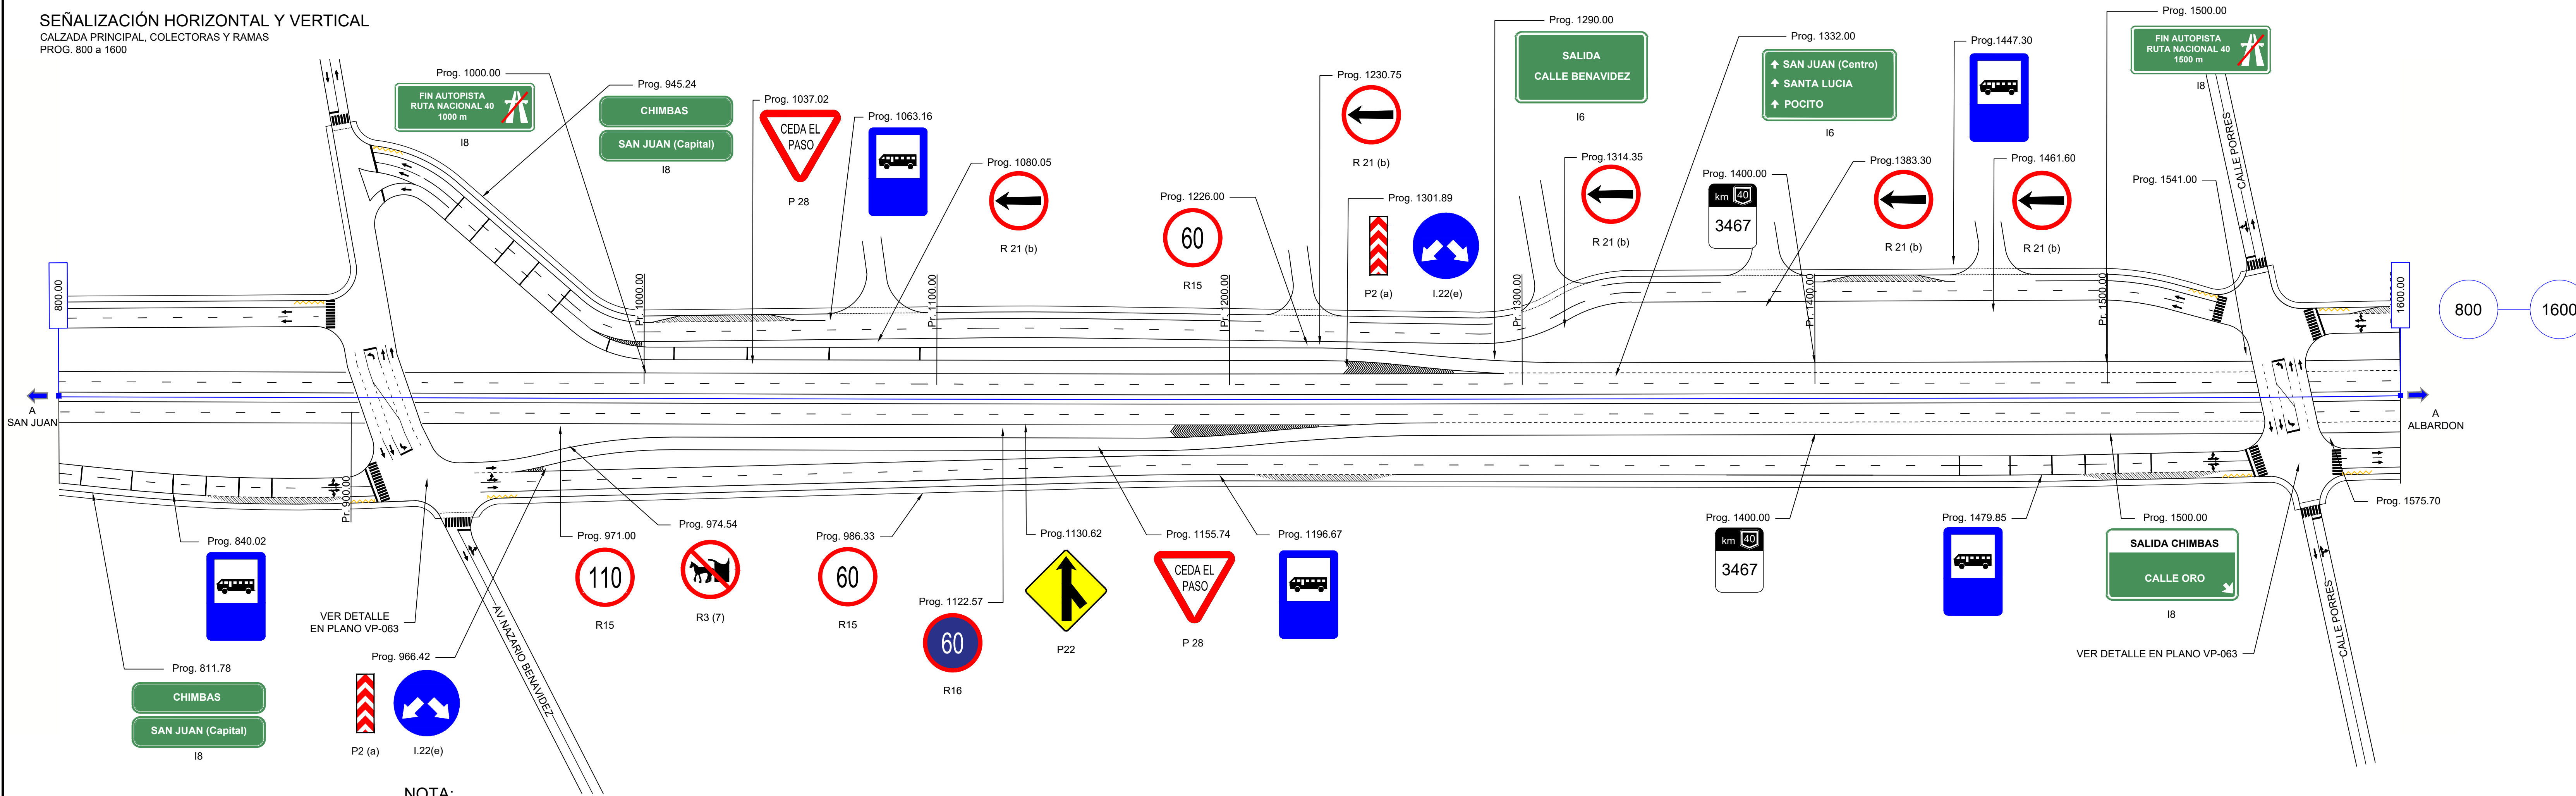 SEÑALIZACIÓN HORIZONTAL Y VERTICAL
CALZADA PRINCIPAL, COLECTORAS Y RAMAS
PROG. 800 a 1600
Prog. 1000.00
FIN AUTOPISTA
RUTA NACIONAL 40
1000 m
I8
Prog. 945.24
CHIMBAS
SAN JUAN (Capital)
I8
Prog. 1037.02
CEDA EL
PASO
P 28
Prog. 1063.16
Prog. 1080.05
R 21 (b)
Prog. 1226.00
60
R15
Prog. 1230.75
R 21 (b)
Prog. 1301.89
P2 (a)
I.22(e)
Prog. 1290.00
SALIDA
CALLE BENAVIDEZ
I6
Prog.1314.35
R 21 (b)
Prog. 1332.00
SAN JUAN (Centro)
SANTA LUCIA
POCITO
I6
Prog. 1400.00
km 40
3467
Prog.1383.30
R 21 (b)
Prog.1447.30
Prog. 1461.60
R 21 (b)
Prog. 1500.00
FIN AUTOPISTA
RUTA NACIONAL 40
1500 m
I8
Prog. 1541.00
CALLE PORRES
800.00
Pr. 900.00
Pr. 1000.00
Pr. 1100.00
Pr. 1200.00
Pr. 1300.00
Pr. 1400.00
Pr. 1500.00
1600.00
800
1600
A
SAN JUAN
A
ALBARDON
Prog. 811.78
CHIMBAS
SAN JUAN (Capital)
I8
Prog. 840.02
VER DETALLE
EN PLANO VP-063
Prog. 966.42
P2 (a)
I.22(e)
AV.NAZARIO BENAVIDEZ
Prog. 971.00
110
R15
Prog. 974.54
R3 (7)
Prog. 986.33
60
R15
Prog. 1122.57
60
R16
Prog.1130.62
P22
Prog. 1155.74
CEDA EL
PASO
P 28
Prog. 1196.67
Prog. 1400.00
km 40
3467
Prog. 1479.85
Prog. 1500.00
SALIDA CHIMBAS
CALLE ORO
I8
Prog. 1575.70
VER DETALLE EN PLANO VP-063
CALLE PORRES
NOTA: